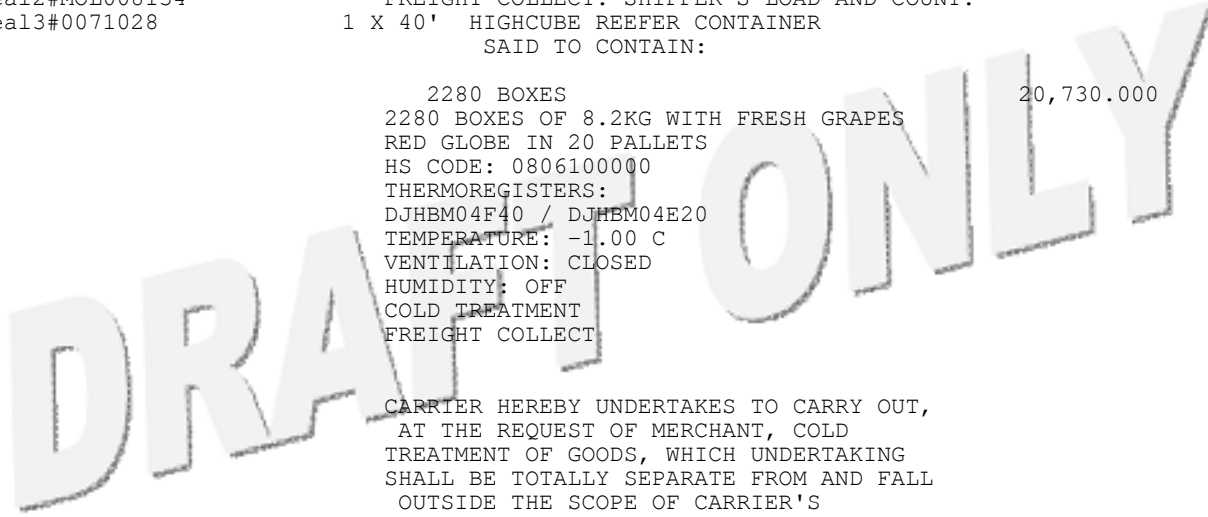 FREIGHT COLLECT. SHIPPER'S LOAD AND COUNT.
eal3#0071028 1 X 40' HIGHCUBE REEFER CONTAINER
SAID TO CONTAIN:
2280 BOXES 20,730.000
2280 BOXES OF 8.2KG WITH FRESH GRAPES
RED GLOBE IN 20 PALLETS
HS CODE: 0806100000
THERMOREGISTERS:
DJHBM04F40 / DJHBM04E20
TEMPERATURE: -1.00 C
VENTILATION: CLOSED
HUMIDITY: OFF
COLD TREATMENT
FREIGHT COLLECT
CARRIER HEREBY UNDERTAKES TO CARRY OUT,
AT THE REQUEST OF MERCHANT, COLD
TREATMENT OF GOODS, WHICH UNDERTAKING
SHALL BE TOTALLY SEPARATE FROM AND FALL
OUTSIDE THE SCOPE OF CARRIER'S
DRAFT ONLY